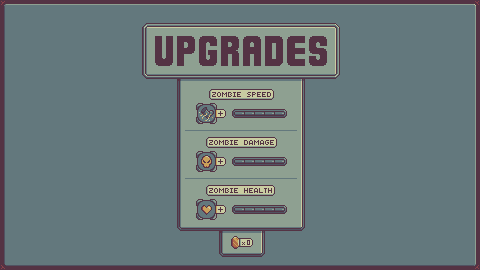 UPGRADES
ZOMBIE SPEED
+
ZOMBIE DAMAGE
+
ZOMBIE HEALTH
+
x0